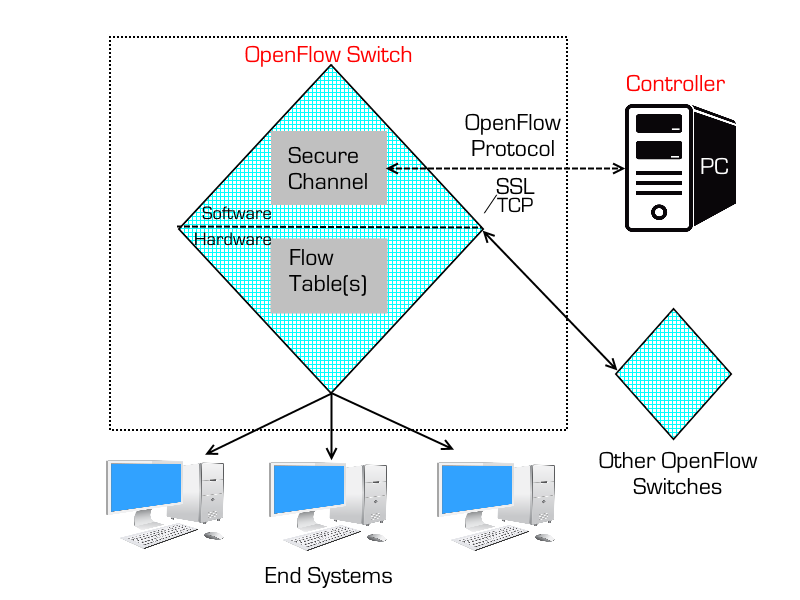 OpenFlow Switch
Controller
OpenFlow
Protocol
Secure
Channel
PC
SSL
/TCP
Software
Hardware
Flow
Table(s)
Other OpenFlow
Switches
End Systems